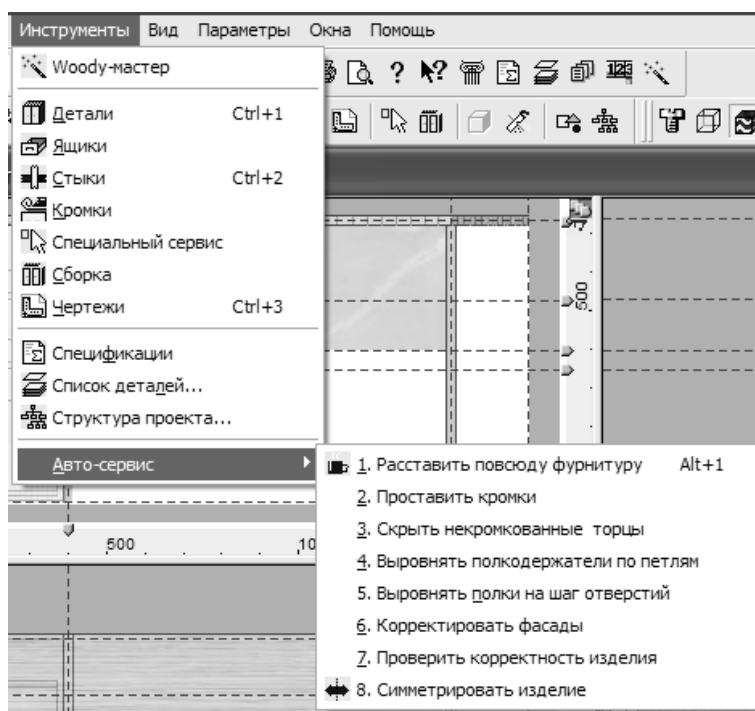 Инструменты Вид Параметры Окна Помощь
Woody-мастер
Детали Ctrl+1
Ящики
Стыки Ctrl+2
Кромки
Специальный сервис
Сборка
Чертежи Ctrl+3
Спецификации
Список деталей...
Структура проекта...
Авто-сервис
1. Расставить повсюду фурнитуру Alt+1
2. Проставить кромки
3. Скрыть некромкованные торцы
4. Выровнять полкодержатели по петлям
5. Выровнять полки на шаг отверстий
6. Корректировать фасады
7. Проверить корректность изделия
8. Симметрировать изделие
500
500